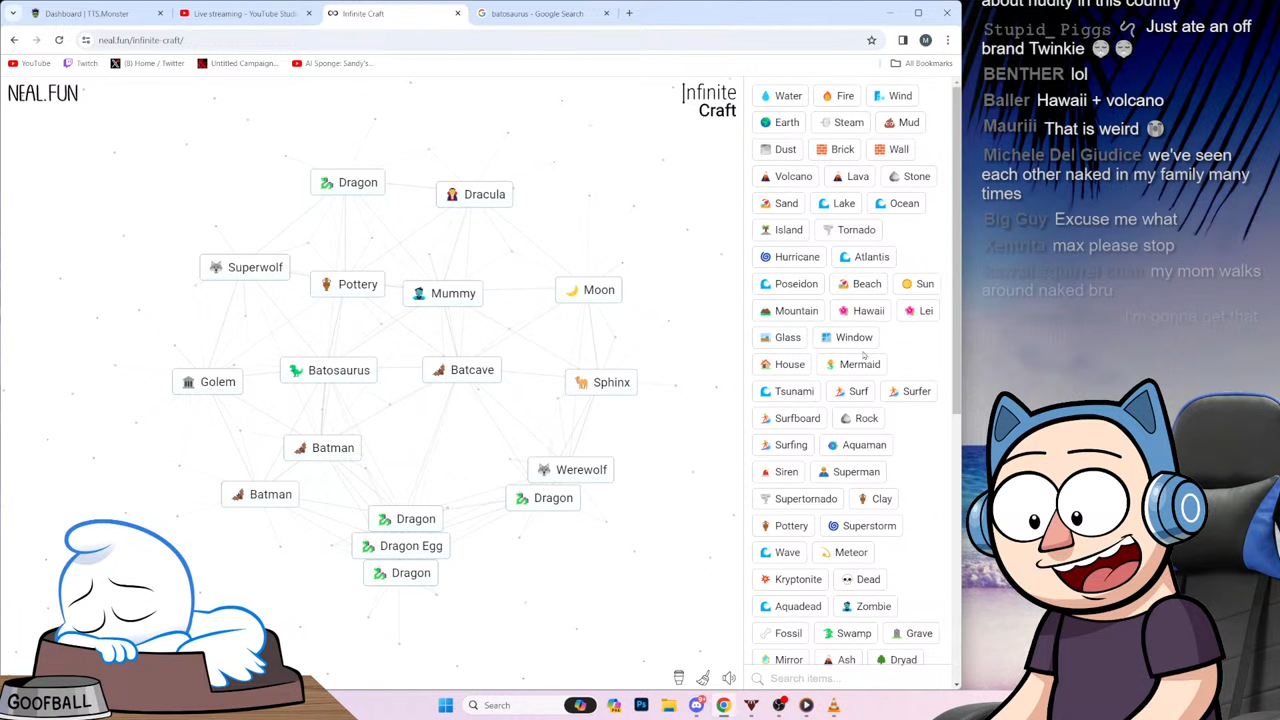 Dashboard | TTS.Monster
Live streaming - YouTube Studi
Infinite Craft
batosaurus - Google Search
neal.fun/infinite-craft/
YouTube
Twitch
(8) Home / Twitter
Untitled Campaign...
AI Sponge: Sandy's...
All Bookmarks
NEAL.FUN
Infinite
Craft
Dragon
Dracula
Superwolf
Pottery
Mummy
Moon
Golem
Batosaurus
Batcave
Sphinx
Batman
Werewolf
Batman
Dragon
Dragon
Dragon Egg
Dragon
Water Fire Wind
Earth Steam Mud
Dust Brick Wall
Volcano Lava Stone
Sand Lake Ocean
Island Tornado
Hurricane Atlantis
Poseidon Beach Sun
Mountain Hawaii Lei
Glass Window
House Mermaid
Tsunami Surf Surfer
Surfboard Rock
Surfing Aquaman
Siren Superman
Supertornado Clay
Pottery Superstorm
Wave Meteor
Kryptonite Dead
Aquadead Zombie
Fossil Swamp Grave
Mirror Ash Dryad
Search items...
about nudity in this country
Stupid_Piggs Just ate an off
brand Twinkie
BENTHER lol
Baller Hawaii + volcano
Mauriii That is weird
Michele Del Giudice we've seen
each other naked in my family many
times
Big Guy Excuse me what
Xentrita max please stop
my mom walks
around naked bru
I'm gonna get that
GOOFBALL
Search